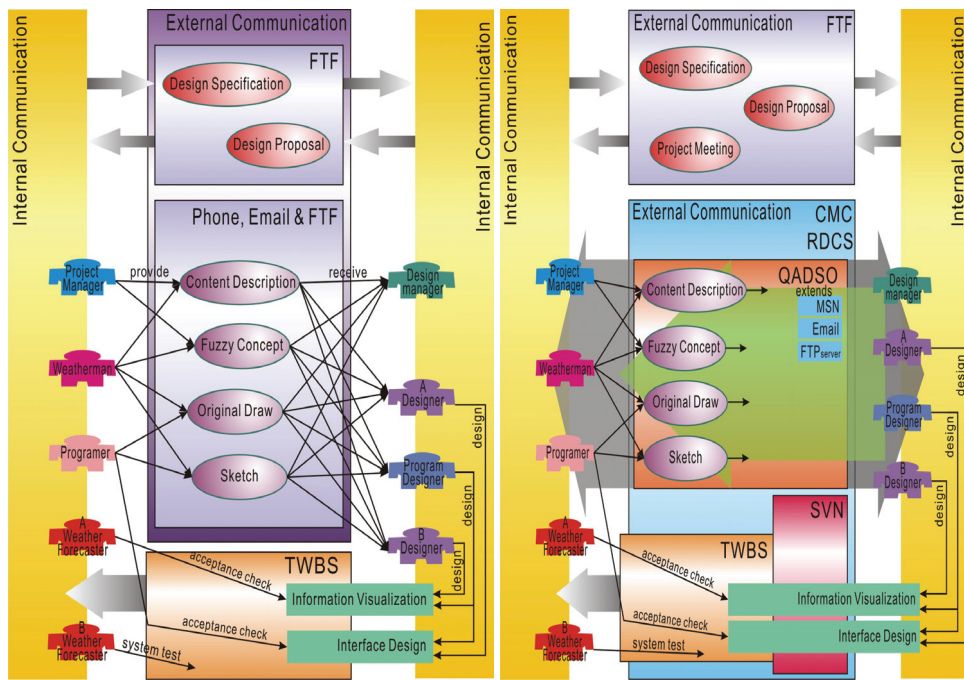 External Communication
FTF
Design Specification
Design Proposal
Internal Communication
Internal Communication
Phone, Email & FTF
Project
Manager
provide
Content Description
receive
Design
manager
Fuzzy Concept
Weatherman
A
Designer
Original Draw
design
Programer
Sketch
Program
Designer
design
A
Weather
Forecaster
B
Designer
design
TWBS
acceptance check
Information Visualization
acceptance check
Interface Design
B
Weather
Forecaster
system test
External Communication
FTF
Design Specification
Design Proposal
Project Meeting
Internal Communication
Internal Communication
External Communication
CMC
RDCS
Project
Manager
QADSO
Content Description
extends
MSN
Email
FTPserver
Design
manager
Fuzzy Concept
Weatherman
A
Designer
design
Original Draw
Program
Designer
Programer
Sketch
B
Designer
design
SVN
A
Weather
Forecaster
TWBS
acceptance check
Information Visualization
acceptance check
Interface Design
B
Weather
Forecaster
system test